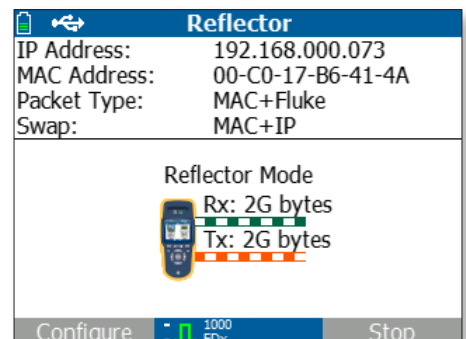 Reflector
IP Address: 192.168.000.073
MAC Address: 00-C0-17-B6-41-4A
Packet Type: MAC+Fluke
Swap: MAC+IP
Reflector Mode
Rx: 2G bytes
Tx: 2G bytes
1000
Configure FDx Stop